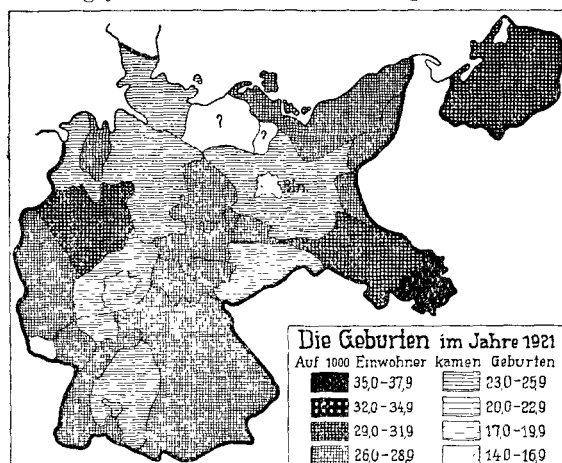 ?
?
Bln.
Die Geburten im Jahre 1921
Auf 1000 Einwohner kamen Geburten
35,0-37,9 23,0-25,9
32,0-34,9 20,0-22,9
29,0-31,9 17,0-19,9
26,0-28,9 14,0-16,9